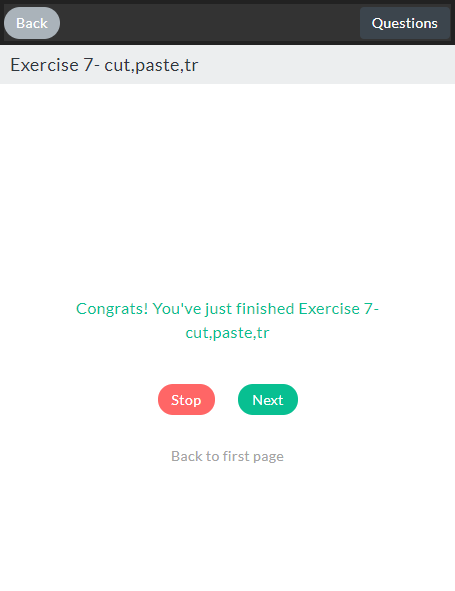 Back
Questions
Exercise 7- cut,paste,tr
Congrats! You've just finished Exercise 7-
cut,paste,tr
Stop
Next
Back to first page